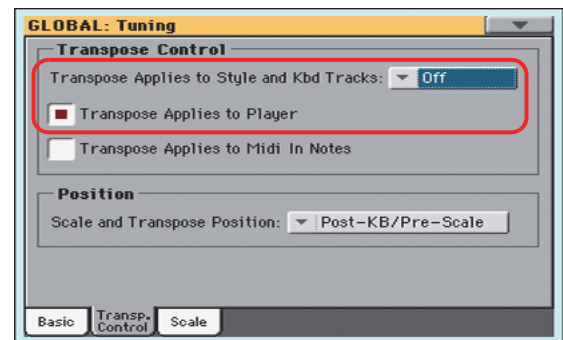 GLOBAL: Tuning
Transpose Control
Transpose Applies to Style and Kbd Tracks: Off
Transpose Applies to Player
Transpose Applies to Midi In Notes
Position
Scale and Transpose Position: Post-KB/Pre-Scale
Basic Transp. Control Scale